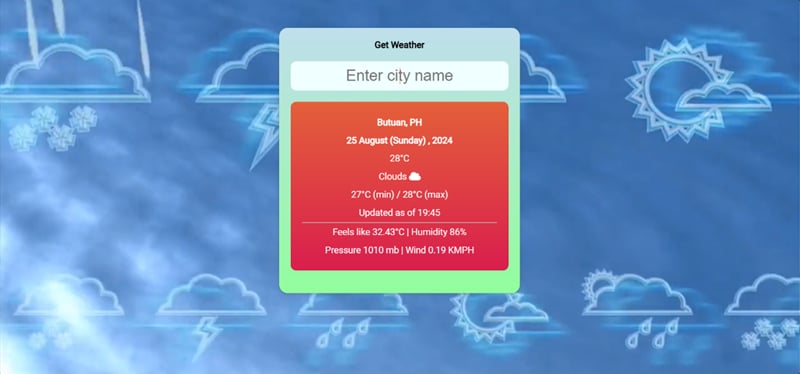 Get Weather
Enter city name
Butuan, PH
25 August (Sunday) , 2024
28°C
Clouds
27°C (min) / 28°C (max)
Updated as of 19:45
Feels like 32.43°C | Humidity 86%
Pressure 1010 mb | Wind 0.19 KMPH